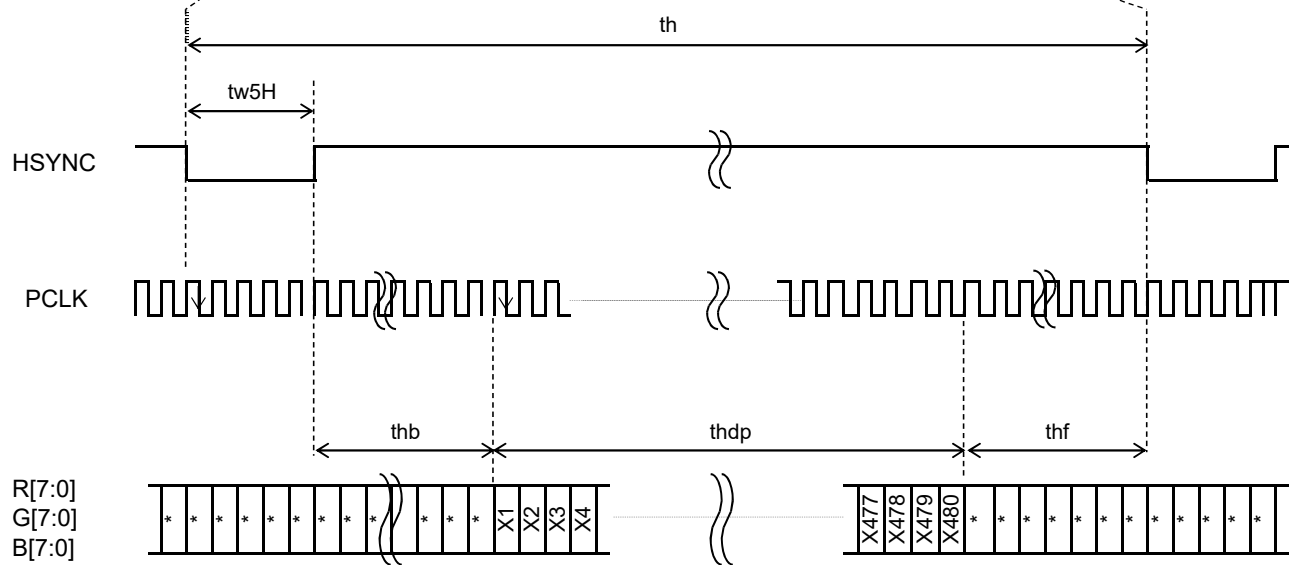 th
tw5H
HSYNC
PCLK
thb
thdp
thf
R[7:0]
G[7:0]
B[7:0]
* * * * * * * * * * * * X1 X2 X3 X4 X477 X478 X479 X480 * * * * * * * * * * * *